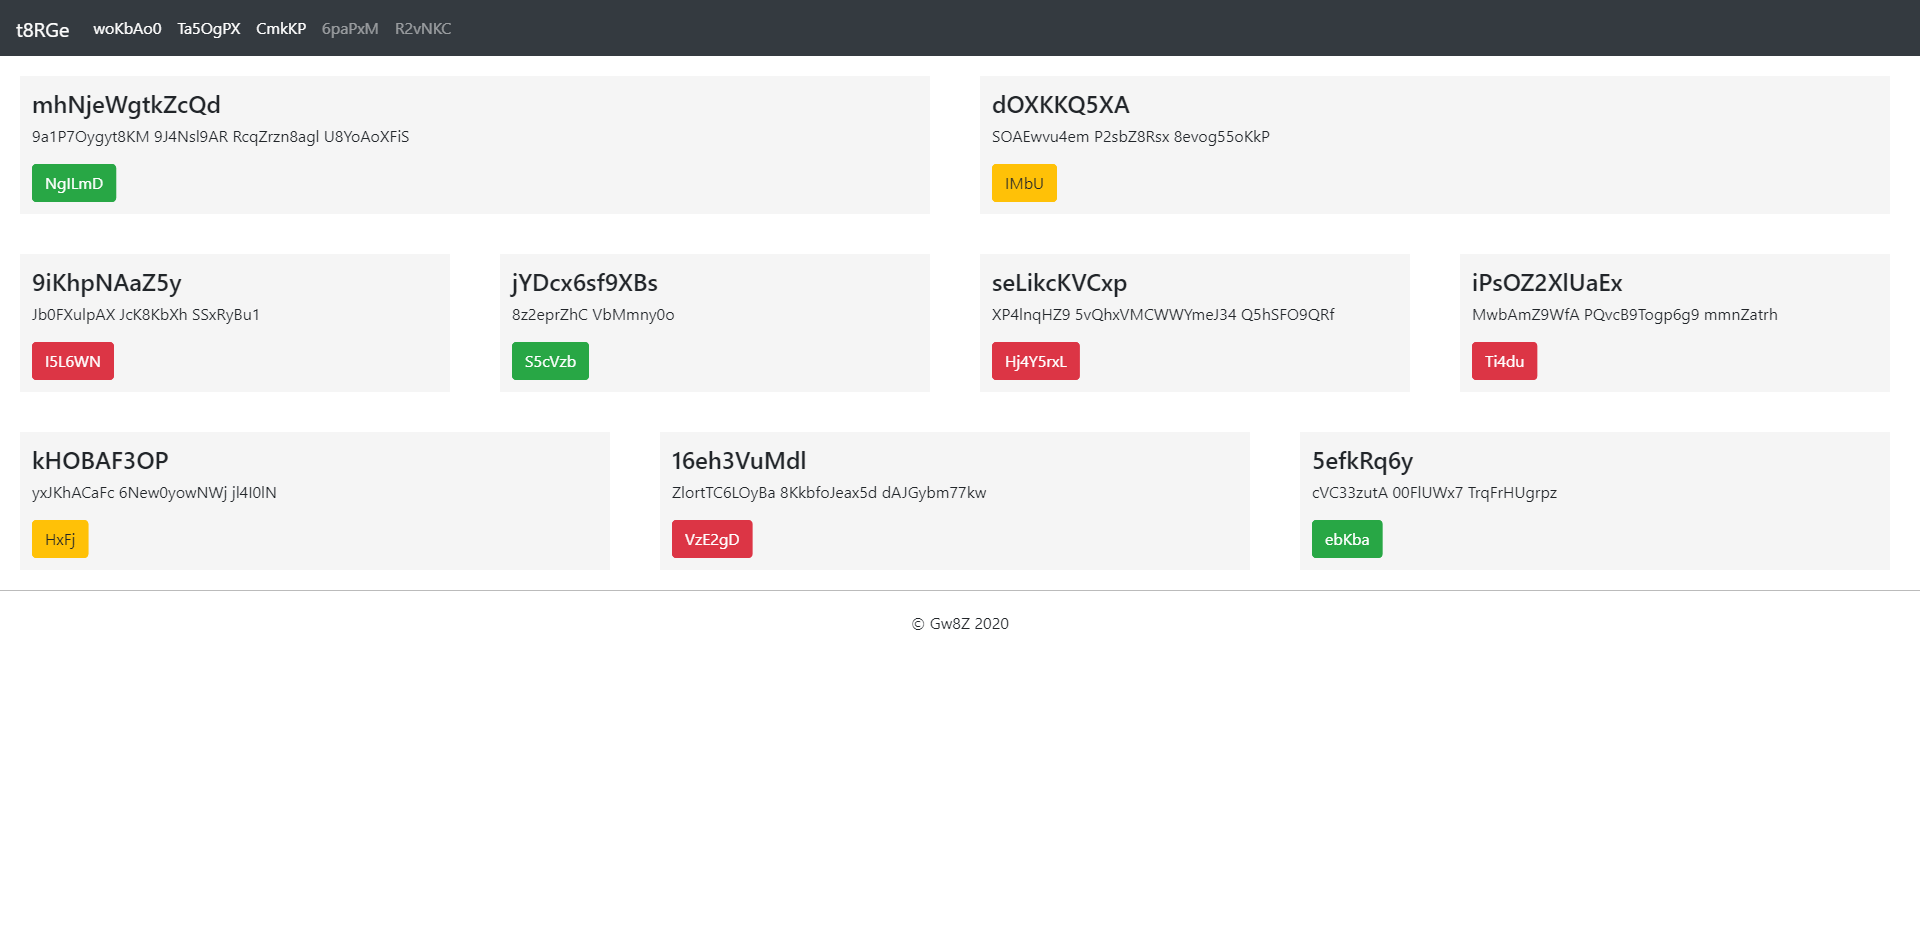 t8RGe woKbAo0 Ta5OgPX CmkKP 6paPxM R2vNKC
mhNjeWgtkZcQd
9a1P7Oygyt8KM 9J4Nsl9AR RcqZrzn8agl U8YoAoXFiS
NgILmD
dOXKKQ5XA
SOAEwvu4em P2sbZ8Rsx 8evog55oKkP
IMbU
9iKhpNAaZ5y
Jb0FXulpAX JcK8KbXh SSxRyBu1
I5L6WN
jYDcx6sf9XBs
8z2eprZhC VbMmny0o
S5cVzb
seLikcKVCxp
XP4lnqHZ9 5vQhxVMCWWYmeJ34 Q5hSFO9QRf
Hj4Y5rxL
iPsOZ2XlUaEx
MwbAmZ9WfA PQvcB9Togp6g9 mmnZatrh
Ti4du
kHOBAF3OP
yxJKhACaFc 6New0yowNWj jl4I0lN
HxFj
16eh3VuMdl
ZlortTC6LOyBa 8KkbfoJeax5d dAJGybm77kw
VzE2gD
5efkRq6y
cVC33zutA 00FlUWx7 TrqFrHUgrpz
ebKba
© Gw8Z 2020